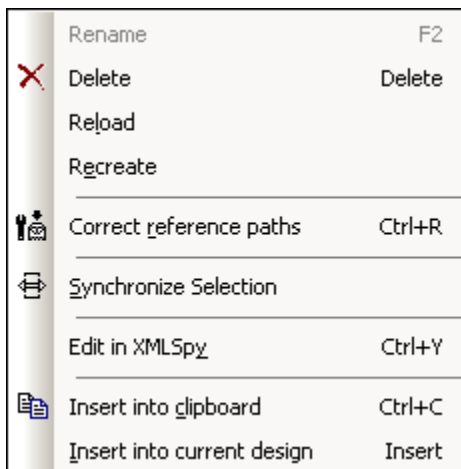 Rename F2
Delete Delete
Reload
Recreate
Correct reference paths Ctrl+R
Synchronize Selection
Edit in XMLSpy Ctrl+Y
Insert into clipboard Ctrl+C
Insert into current design Insert